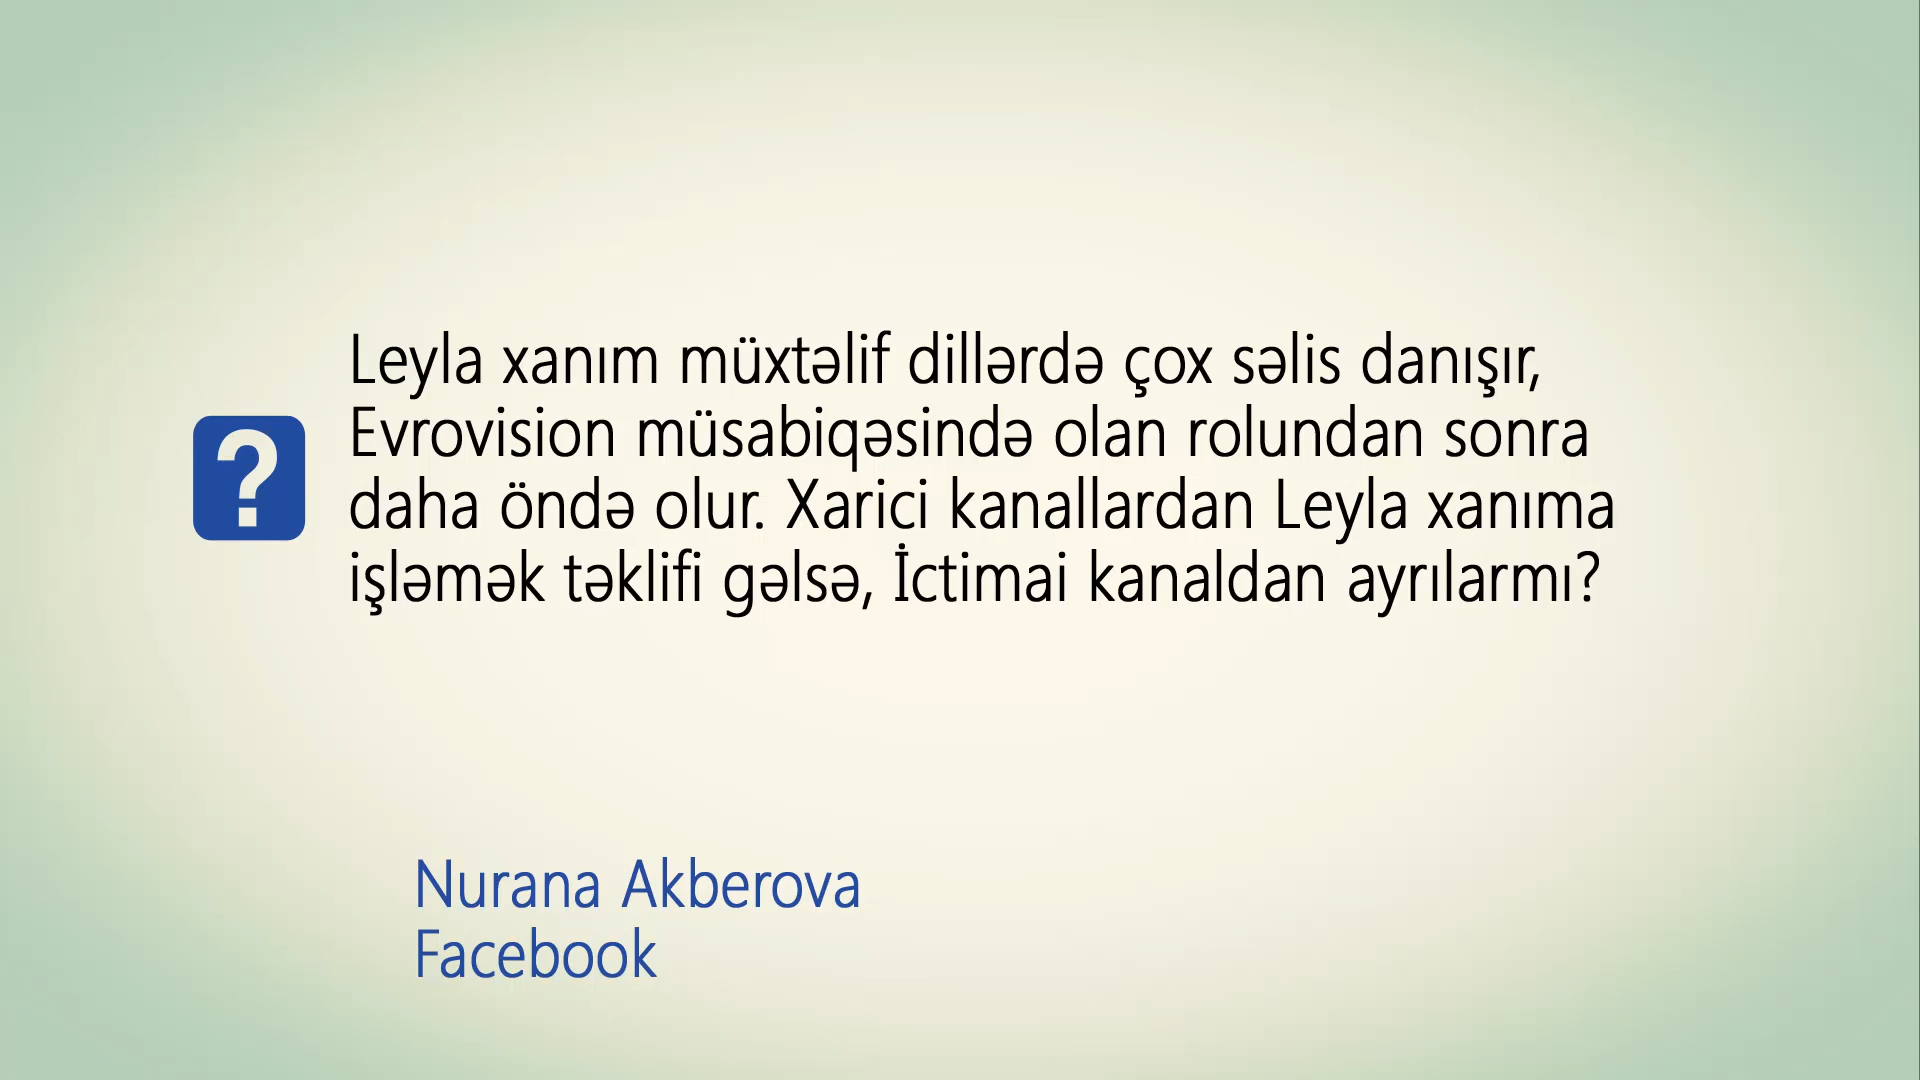 Leyla xanım müxtəlif dillərdə çox səlis danışır,
Evrovision müsabiqəsində olan rolundan sonra
? daha öndə olur. Xarici kanallardan Leyla xanıma
işləmək təklifi gəlsə, İctimai kanaldan ayrılarmı?
Nurana Akberova
Facebook